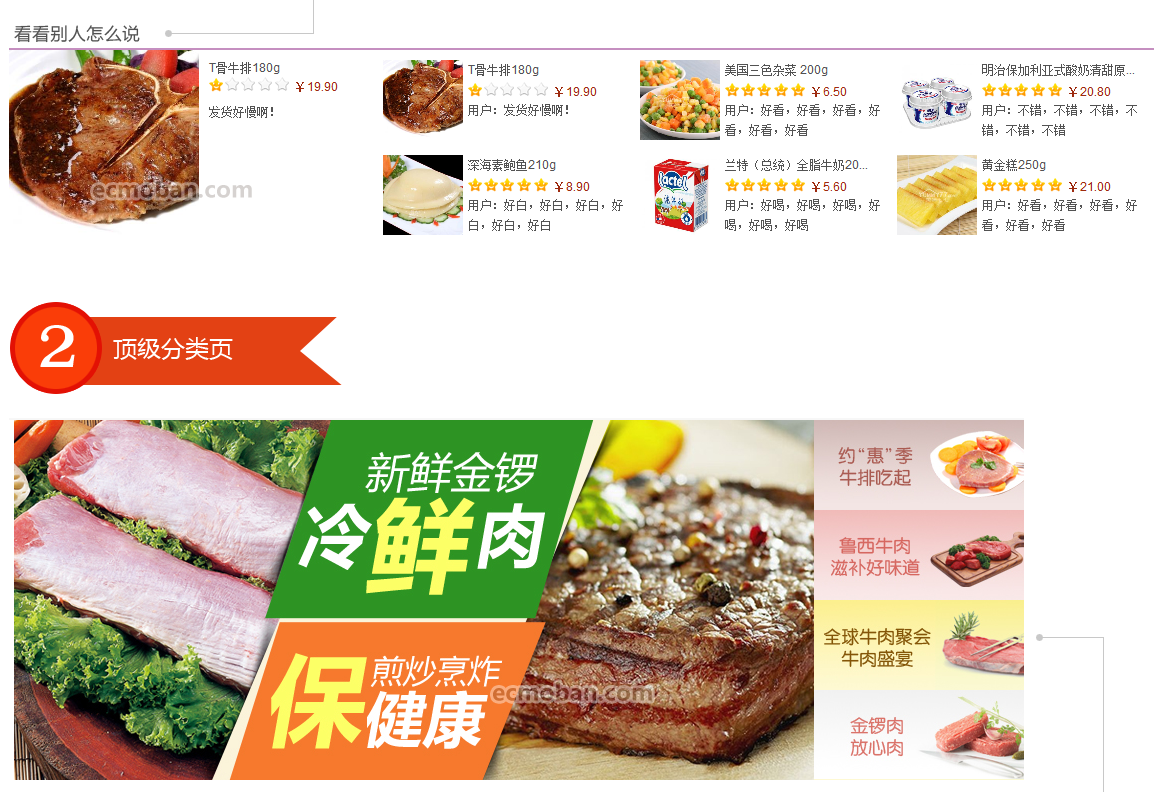 看看别人怎么说
T骨牛排180g
￥19.90
发货好慢啊！
T骨牛排180g
￥19.90
用户：发货好慢啊！
美国三色杂菜 200g
￥6.50
用户：好看，好看，好看，好
看，好看，好看
明治保加利亚式酸奶清甜原...
￥20.80
用户：不错，不错，不错，不
错，不错，不错
深海素鲍鱼210g
￥8.90
用户：好白，好白，好白，好
白，好白，好白
兰特（总统）全脂牛奶20...
￥5.60
用户：好喝，好喝，好喝，好
喝，好喝，好喝
黄金糕250g
￥21.00
用户：好看，好看，好看，好
看，好看，好看
ecmoban.com
2
顶级分类页
新鲜金锣
冷鲜肉
煎炒烹炸
保健康
ecmoban.com
约“惠”季
牛排吃起
鲁西牛肉
滋补好味道
全球牛肉聚会
牛肉盛宴
金锣肉
放心肉